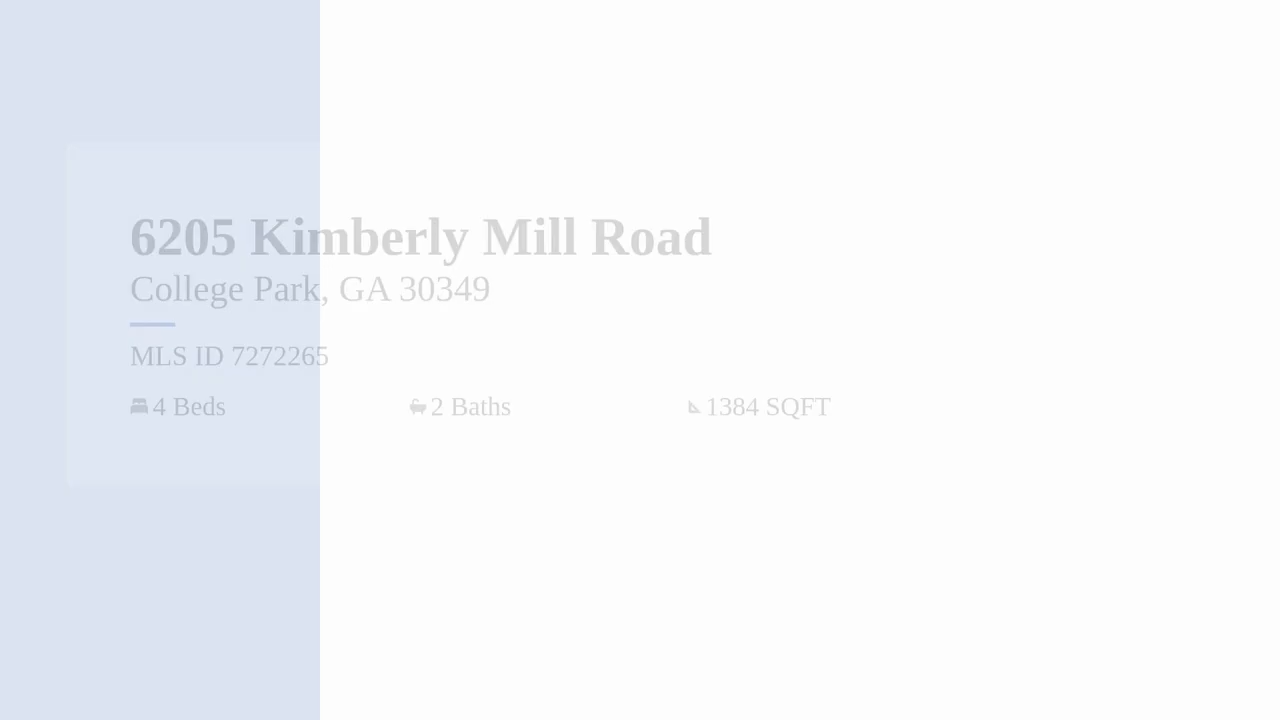 6205 Kimberly Mill Road
College Park, GA 30349
MLS ID 7272265
4 Beds 2 Baths 1384 SQFT